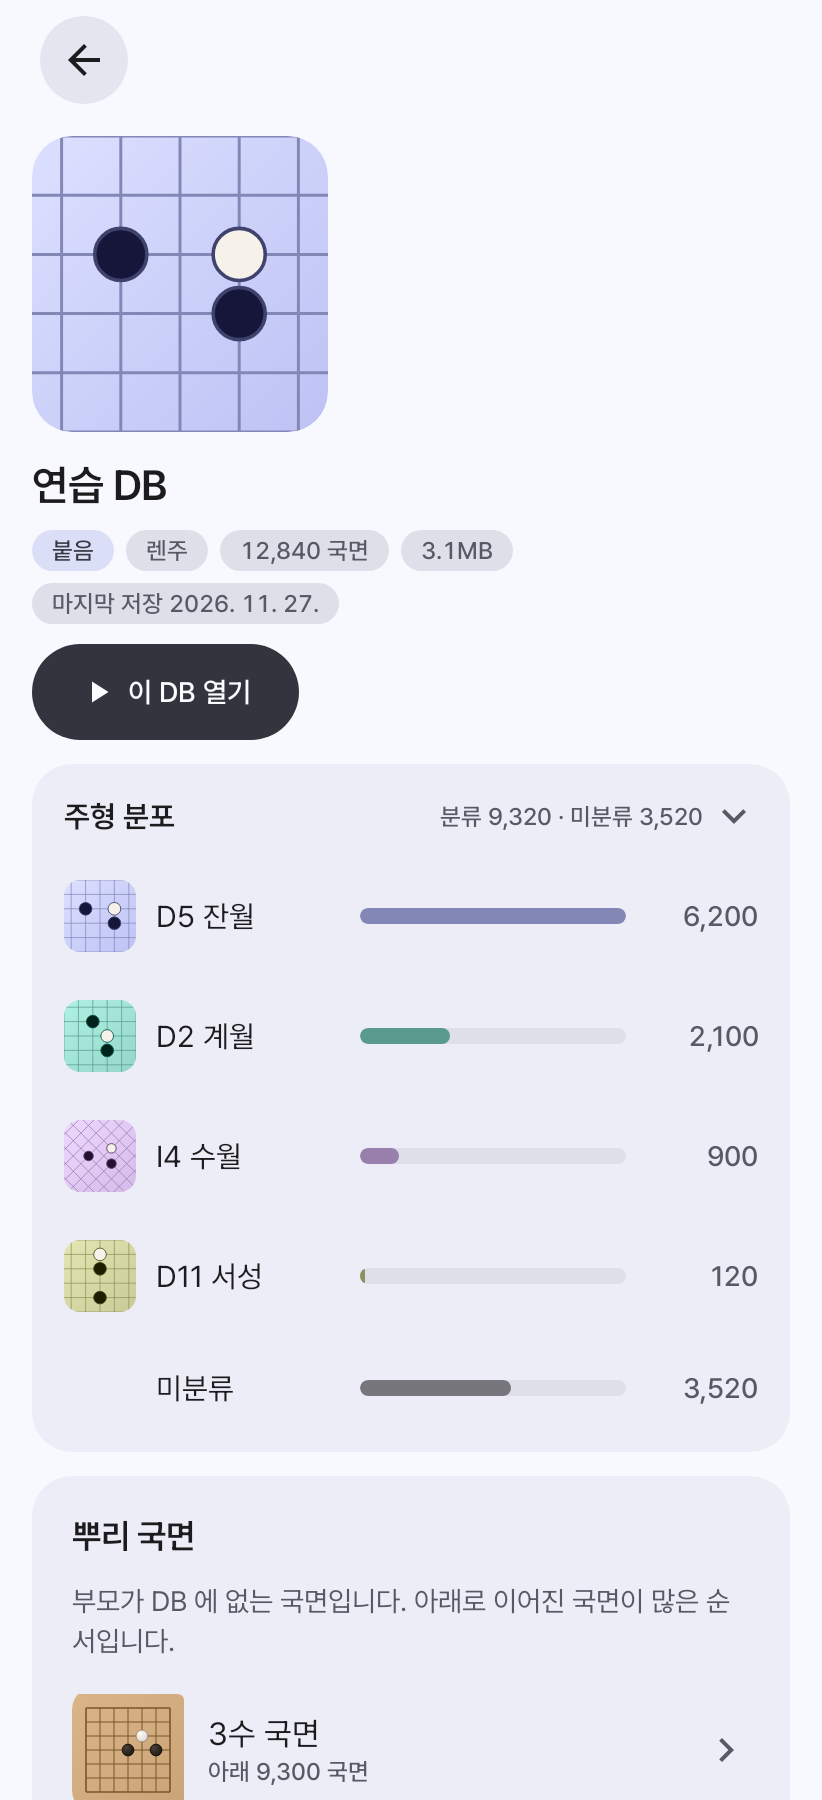 연습 DB
붙음 렌주 12,840 국면 3.1MB
마지막 저장 2026. 11. 27.
이 DB 열기
주형 분포 분류 9,320 · 미분류 3,520
D5 잔월 6,200
D2 계월 2,100
I4 수월 900
D11 서성 120
미분류 3,520
뿌리 국면
부모가 DB 에 없는 국면입니다. 아래로 이어진 국면이 많은 순
서입니다.
3수 국면
아래 9,300 국면